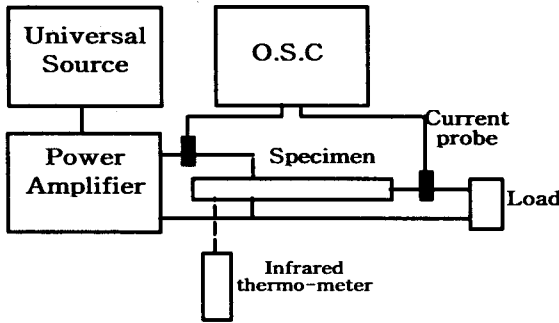 Universal
Source
O.S.C
Current
probe
Power
Amplifier
Specimen
Load
Infrared
thermo-meter